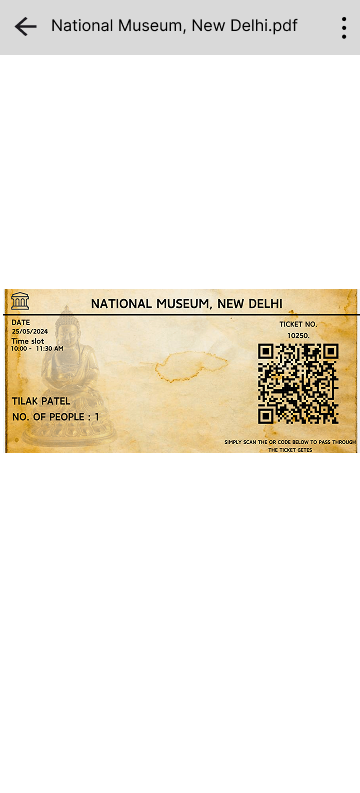 National Museum, New Delhi.pdf
NATIONAL MUSEUM, NEW DELHI
DATE
25/05/2024
Time slot
10:00 - 11:30 AM
TICKET NO.
10250.
TILAK PATEL
NO. OF PEOPLE : 1
SIMPLY SCAN THE QR CODE BELOW TO PASS THROUGH
THE TICKET GETES